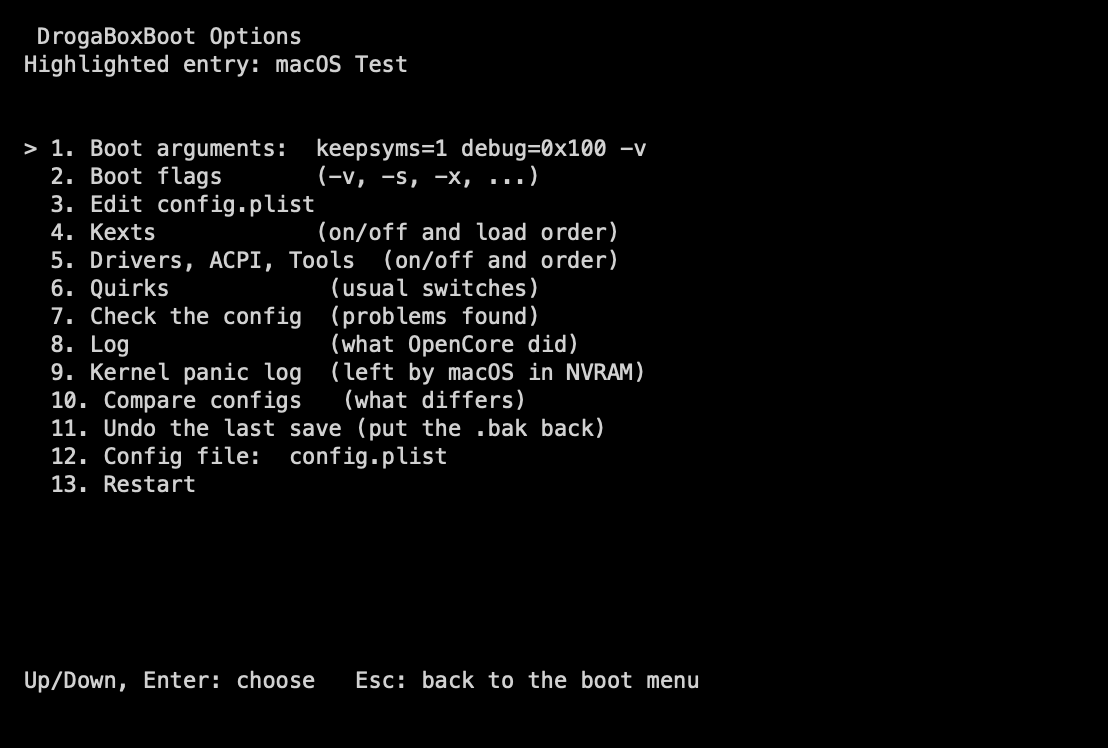 DrogaBoxBoot Options
Highlighted entry: macOS Test
> 1. Boot arguments:  keepsyms=1 debug=0x100 -v
  2. Boot flags       (-v, -s, -x, ...)
  3. Edit config.plist
  4. Kexts            (on/off and load order)
  5. Drivers, ACPI, Tools  (on/off and order)
  6. Quirks            (usual switches)
  7. Check the config  (problems found)
  8. Log               (what OpenCore did)
  9. Kernel panic log  (left by macOS in NVRAM)
  10. Compare configs   (what differs)
  11. Undo the last save (put the .bak back)
  12. Config file:  config.plist
  13. Restart
Up/Down, Enter: choose   Esc: back to the boot menu